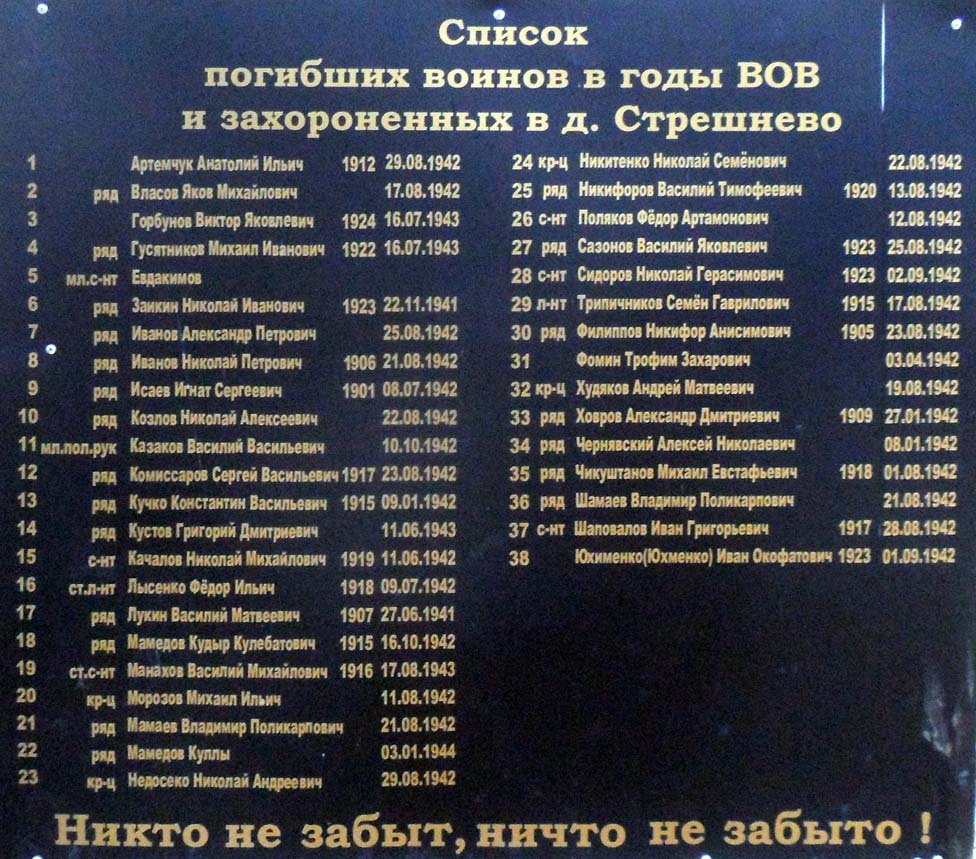 Список
погибших воинов в годы ВОВ
и захороненных в д. Стрешнево
1 Артемчук Анатолий Ильич 1912 29.08.1942
2 ряд Власов Яков Михайлович 17.08.1942
3 Горбунов Виктор Яковлевич 1924 16.07.1943
4 ряд Гусятников Михаил Иванович 1922 16.07.1943
5 мл.с-нт Евдакимов
6 ряд Заикин Николай Иванович 1923 22.11.1941
7 ряд Иванов Александр Петрович 25.08.1942
8 ряд Иванов Николай Петрович 1906 21.08.1942
9 ряд Исаев Игнат Сергеевич 1901 08.07.1942
10 ряд Козлов Николай Алексеевич 22.08.1942
11 мл.пол.рук Казаков Василий Васильевич 10.10.1942
12 ряд Комиссаров Сергей Васильевич 1917 23.08.1942
13 ряд Кучко Константин Васильевич 1915 09.01.1942
14 ряд Кустов Григорий Дмитриевич 11.06.1943
15 с-нт Качалов Николай Михайлович 1919 11.06.1942
16 ст.л-нт Лысенко Фёдор Ильич 1918 09.07.1942
17 ряд Лукин Василий Матвеевич 1907 27.06.1941
18 ряд Мамедов Кудыр Кулебатович 1915 16.10.1942
19 ст.с-нт Манахов Василий Михайлович 1916 17.08.1943
20 кр-ц Морозов Михаил Ильич 11.08.1942
21 ряд Мамаев Владимир Поликарпович 21.08.1942
22 ряд Мамедов Куллы 03.01.1944
23 кр-ц Недосеко Николай Андреевич 29.08.1942
24 кр-ц Никитенко Николай Семёнович 22.08.1942
25 ряд Никифоров Василий Тимофеевич 1920 13.08.1942
26 с-нт Поляков Фёдор Артамонович 12.08.1942
27 ряд Сазонов Василий Яковлевич 1923 25.08.1942
28 с-нт Сидоров Николай Герасимович 1923 02.09.1942
29 л-нт Трипичников Семён Гаврилович 1915 17.08.1942
30 ряд Филиппов Никифор Анисимович 1905 23.08.1942
31 Фомин Трофим Захарович 03.04.1942
32 кр-ц Худяков Андрей Матвеевич 19.08.1942
33 ряд Ховров Александр Дмитриевич 1909 27.01.1942
34 ряд Чернявский Алексей Николаевич 08.01.1942
35 ряд Чикуштанов Михаил Евстафьевич 1918 01.08.1942
36 ряд Шамаев Владимир Поликарпович 21.08.1942
37 с-нт Шаповалов Иван Григорьевич 1917 28.08.1942
38 Юхименко(Юхменко) Иван Окофатович 1923 01.09.1942
Никто не забыт, ничто не забыто !